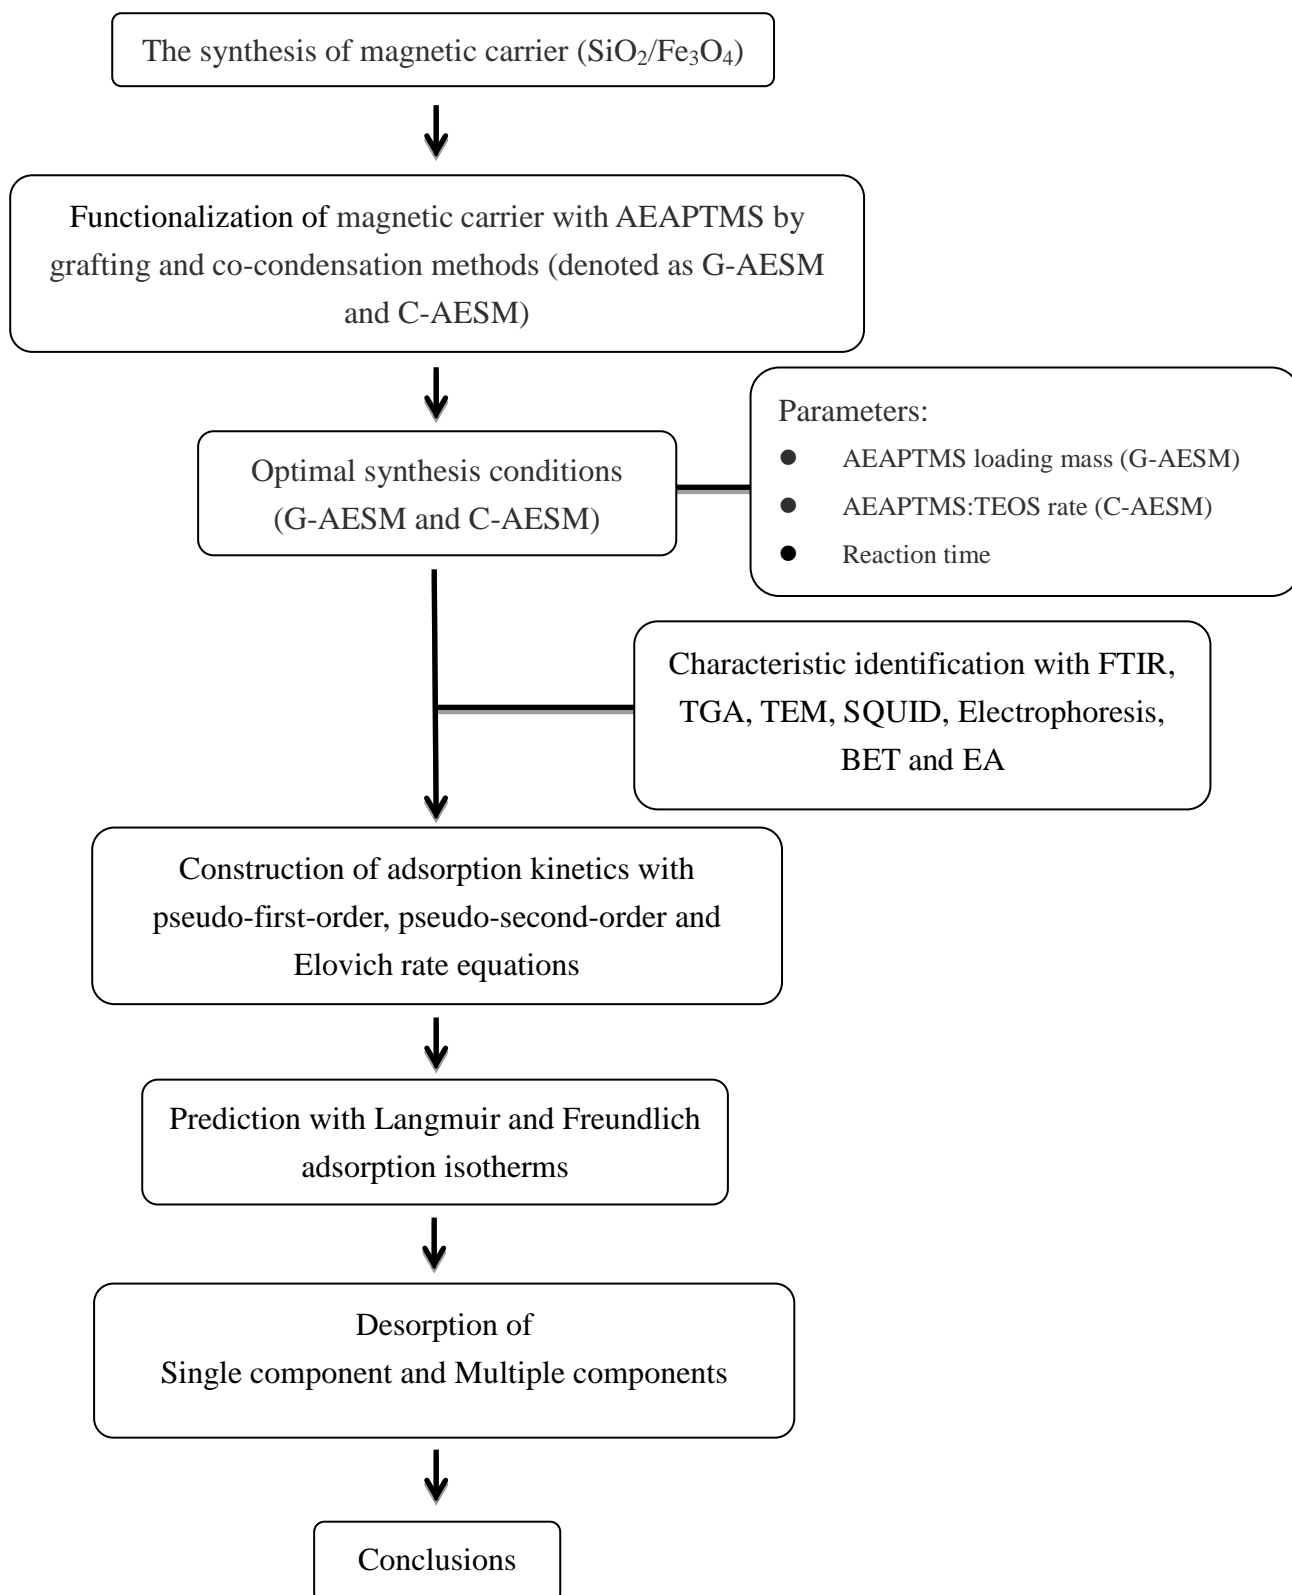 The synthesis of magnetic carrier (SiO₂/Fe₃O₄)
Functionalization of magnetic carrier with AEAPTMS by
grafting and co-condensation methods (denoted as G-AESM
and C-AESM)
Optimal synthesis conditions
(G-AESM and C-AESM)
Parameters:
● AEAPTMS loading mass (G-AESM)
● AEAPTMS:TEOS rate (C-AESM)
● Reaction time
Characteristic identification with FTIR,
TGA, TEM, SQUID, Electrophoresis,
BET and EA
Construction of adsorption kinetics with
pseudo-first-order, pseudo-second-order and
Elovich rate equations
Prediction with Langmuir and Freundlich
adsorption isotherms
Desorption of
Single component and Multiple components
Conclusions